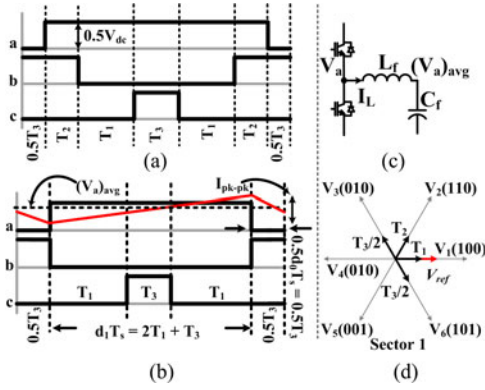 a
0.5V_dc
b
c
0.5T_3
T_2
T_1
T_3
T_1
T_2
0.5T_3
(a)
V_a
L_f
(V_a)_avg
I_L
C_f
(c)
(V_a)_avg
I_pk-pk
a
b
c
T_1
T_3
T_1
0.5T_3
d_1T_s = 2T_1 + T_3
0.5T_3
0.5d_0T_s = 0.5T_3
(b)
V_3(010)
V_2(110)
T_2
T_3/2
T_1
V_1(100)
V_4(010)
V_ref
T_3/2
V_5(001)
V_6(101)
Sector 1
(d)